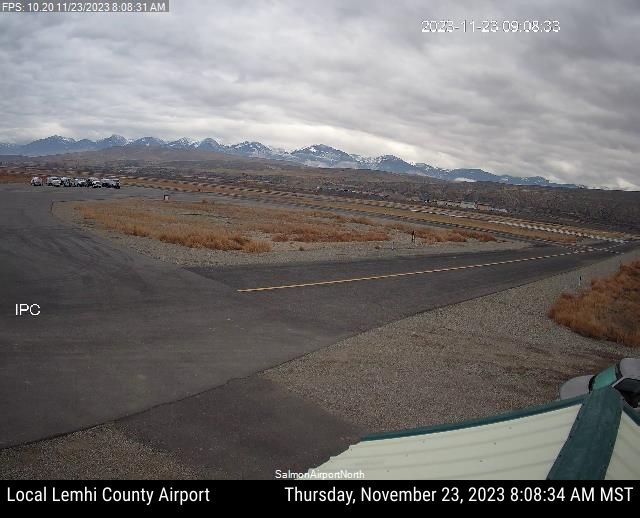 FPS: 10.20 11/23/2023 8:08:31 AM
2023-11-23 09:08:33
IPC
SalmonAirportNorth
Local Lemhi County Airport Thursday, November 23, 2023 8:08:34 AM MST